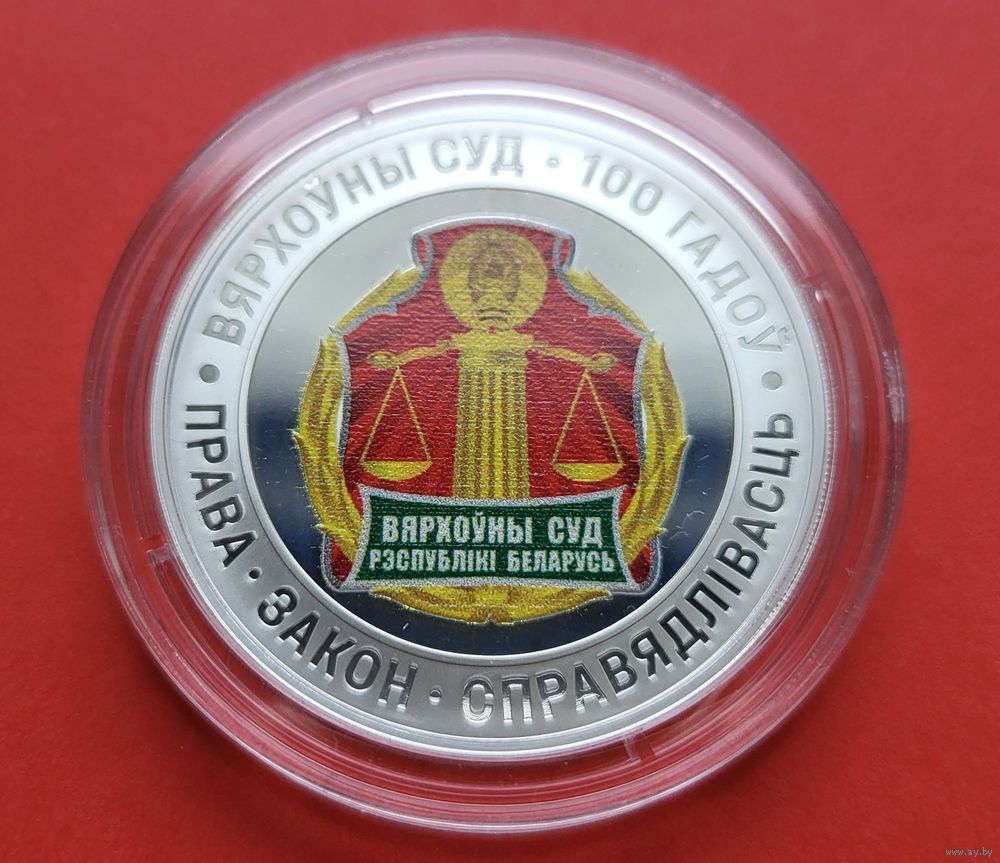 ВЯРХОЎНЫ СУД • 100 ГАДОЎ •
ПРАВА • ЗАКОН • СПРАВЯДЛІВАСЦЬ
ВЯРХОЎНЫ СУД
РЭСПУБЛІКІ БЕЛАРУСЬ
www.ay.by